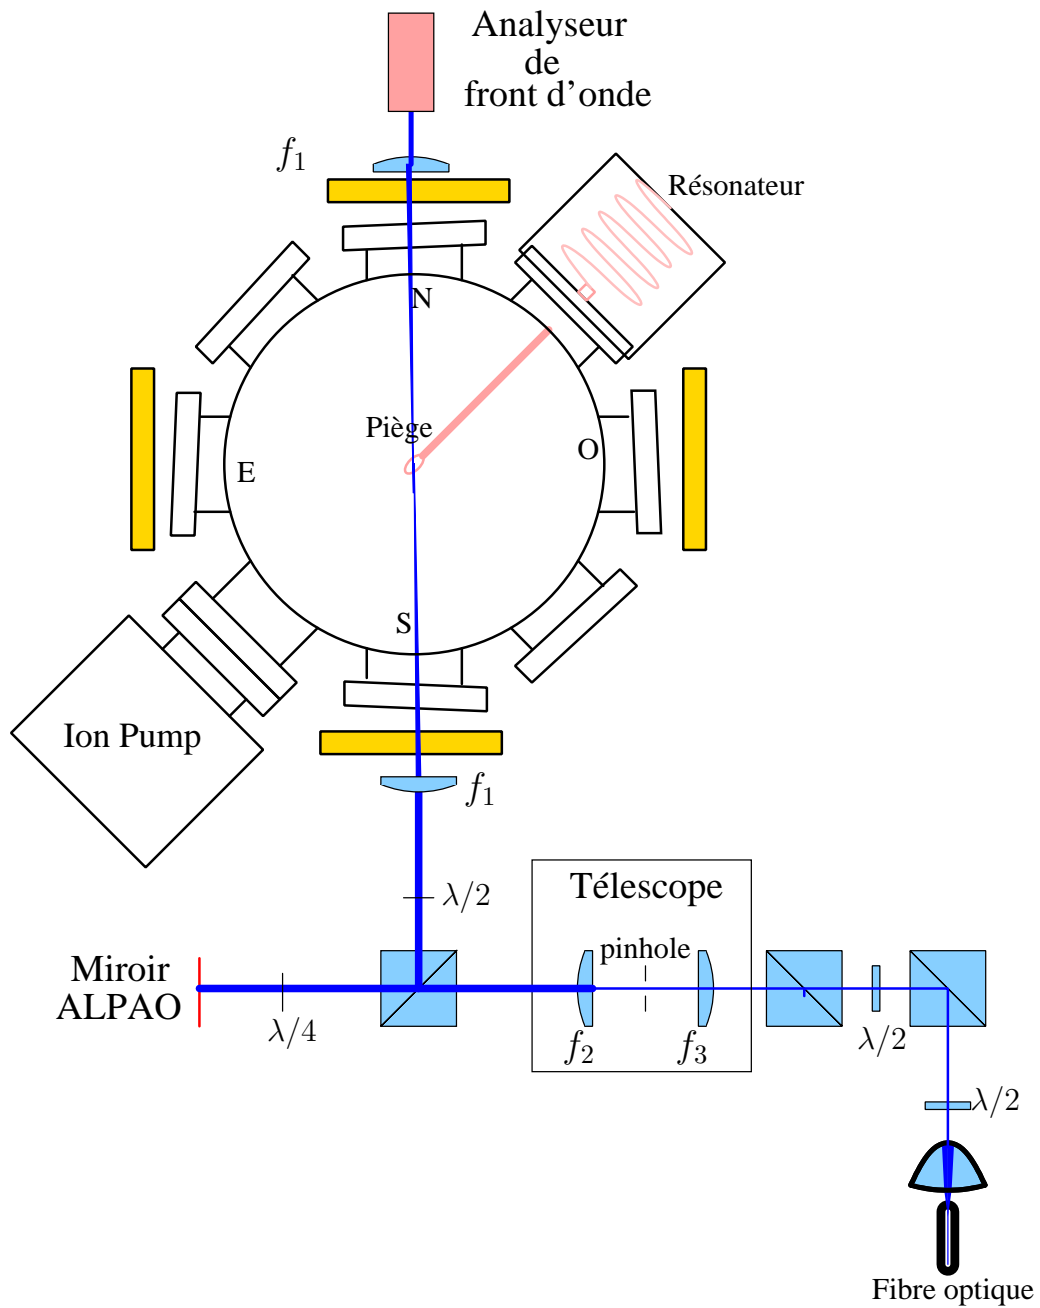 Analyseur
de
front d’onde
f₁
Résonateur
N
Piège
O
E
S
Ion Pump
f₁
λ/2
Télescope
pinhole
Miroir
ALPAO
λ/4
f₂
f₃
λ/2
λ/2
Fibre optique